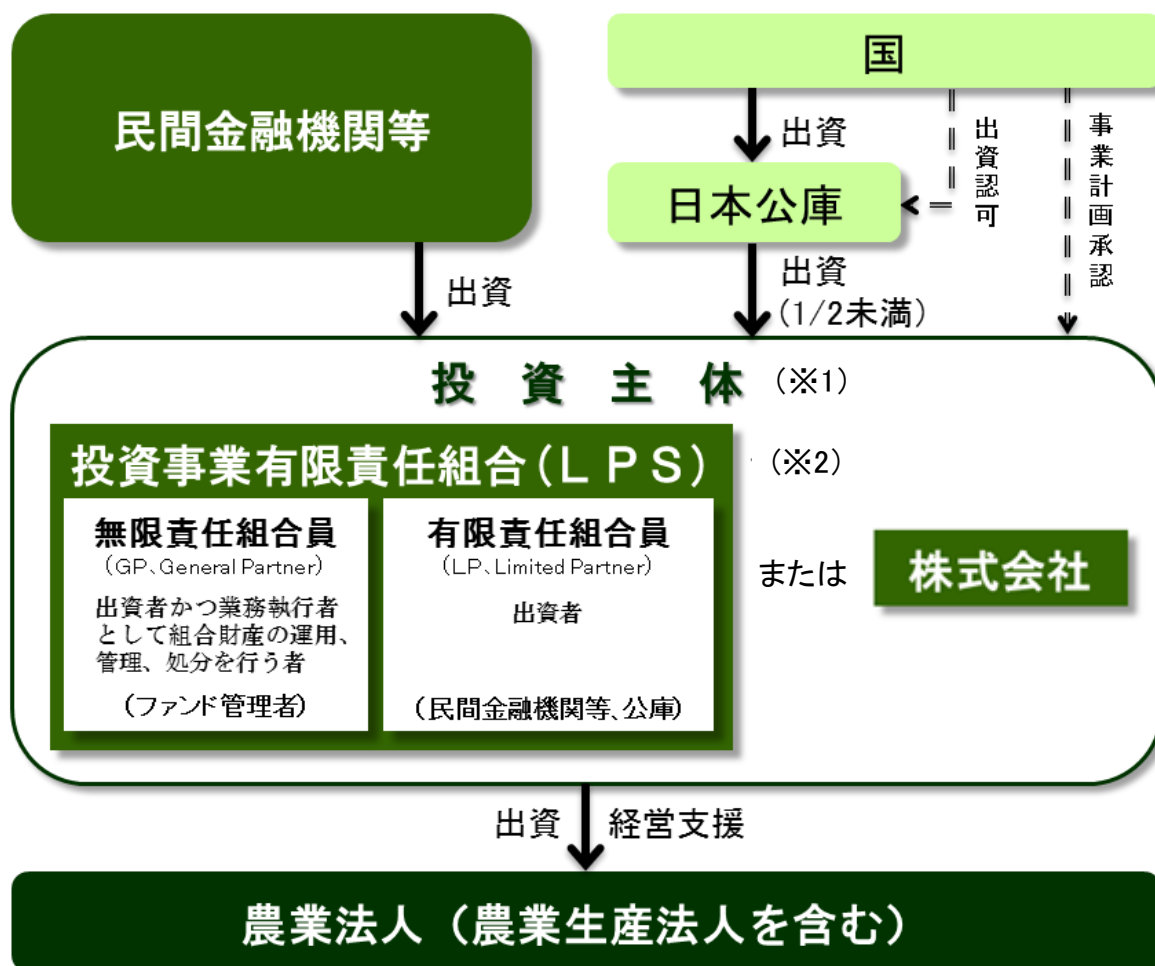 民間金融機関等
国
出資
出資認可
事業計画承認
日本公庫
出資
出資
(1/2未満)
投資主体 (※1)
投資事業有限責任組合(LPS) (※2)
無限責任組合員
(GP、General Partner)
出資者かつ業務執行者
として組合財産の運用、
管理、処分を行う者
(ファンド管理者)
有限責任組合員
(LP、Limited Partner)
出資者
(民間金融機関等、公庫)
または
株式会社
出資 経営支援
農業法人(農業生産法人を含む)